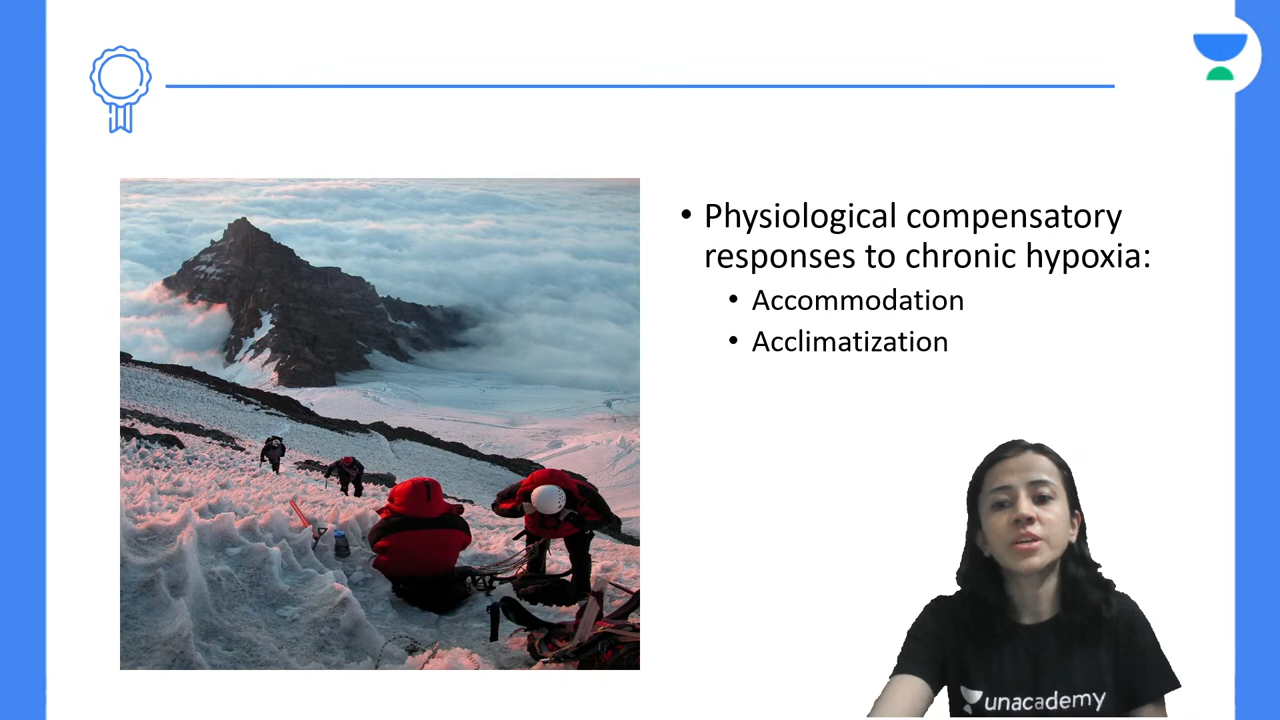 • Physiological compensatory
responses to chronic hypoxia:
• Accommodation
• Acclimatization
unacademy